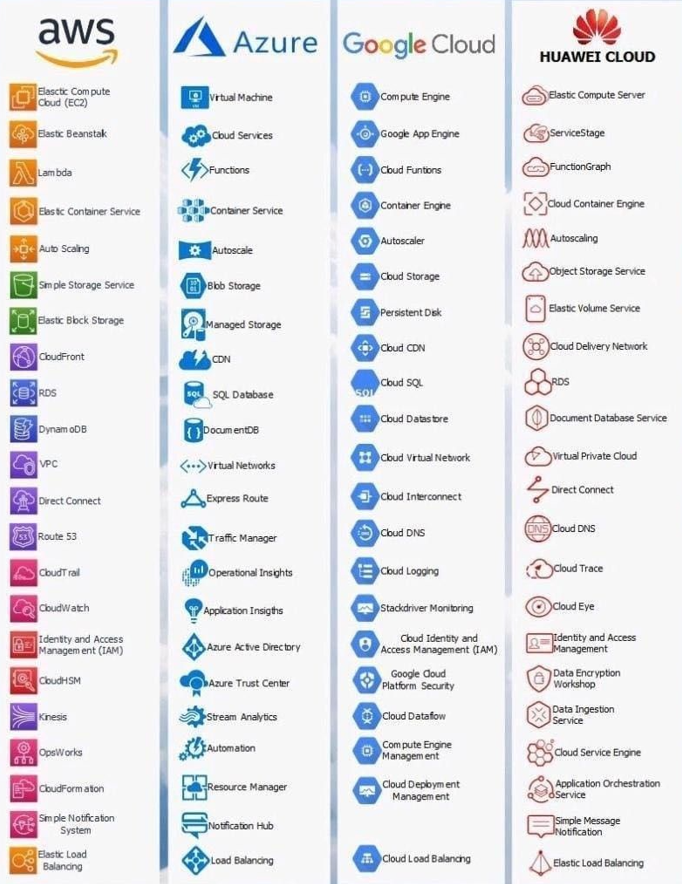 aws
Azure
Google Cloud
HUAWEI CLOUD
Elasctic Compute
Cloud (EC2)
Virtual Machine
Compute Engine
Elastic Compute Server
Elastic Beanstalk
Cloud Services
Google App Engine
ServiceStage
Lambda
Functions
Cloud Funtions
FunctionGraph
Elastic Container Service
Container Service
Container Engine
Cloud Container Engine
Auto Scaling
Autoscale
Autoscaler
Autoscaling
Simple Storage Service
Blob Storage
Cloud Storage
Object Storage Service
Elastic Block Storage
Managed Storage
Persistent Disk
Elastic Volume Service
CloudFront
CDN
Cloud CDN
Cloud Delivery Network
RDS
SQL
SQL Database
SQL
Cloud SQL
RDS
DynamoDB
DocumentDB
Cloud Datastore
Document Database Service
VPC
Virtual Networks
Cloud Virtual Network
Virtual Private Cloud
Direct Connect
Express Route
Cloud Interconnect
Direct Connect
53
Route 53
Traffic Manager
Cloud DNS
DNS
Cloud DNS
CloudTrail
Operational Insights
Cloud Logging
Cloud Trace
CloudWatch
Application Insigths
Stackdriver Monitoring
Cloud Eye
Identity and Access
Management (IAM)
Azure Active Directory
Cloud Identity and
Access Management (IAM)
Identity and Access
Management
CloudHSM
Azure Trust Center
Google Cloud
Platform Security
Data Encryption
Workshop
Kinesis
Stream Analytics
Cloud Dataflow
Data Ingestion
Service
OpsWorks
Automation
Compute Engine
Management
Cloud Service Engine
CloudFormation
Resource Manager
Cloud Deployment
Management
Application Orchestration
Service
Simple Notification
System
Notification Hub
Simple Message
Notification
Elastic Load
Balancing
Load Balancing
Cloud Load Balancing
Elastic Load Balancing